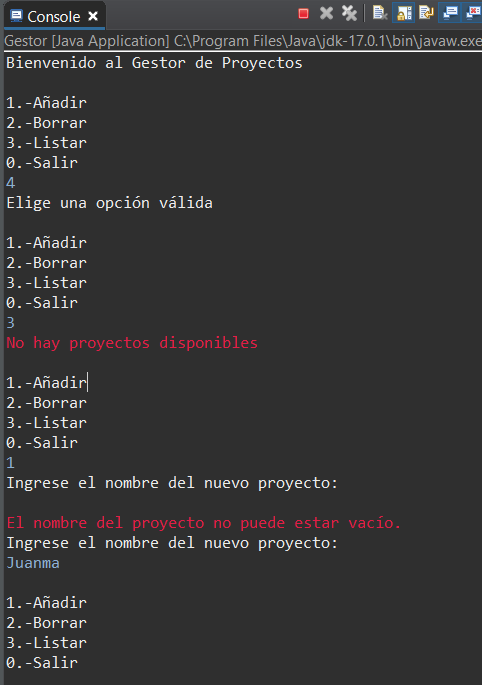 Console
Gestor [Java Application] C:\Program Files\Java\jdk-17.0.1\bin\javaw.exe
Bienvenido al Gestor de Proyectos
1.-Añadir
2.-Borrar
3.-Listar
0.-Salir
4
Elige una opción válida
1.-Añadir
2.-Borrar
3.-Listar
0.-Salir
3
No hay proyectos disponibles
1.-Añadir
2.-Borrar
3.-Listar
0.-Salir
1
Ingrese el nombre del nuevo proyecto:
El nombre del proyecto no puede estar vacío.
Ingrese el nombre del nuevo proyecto:
Juanma
1.-Añadir
2.-Borrar
3.-Listar
0.-Salir